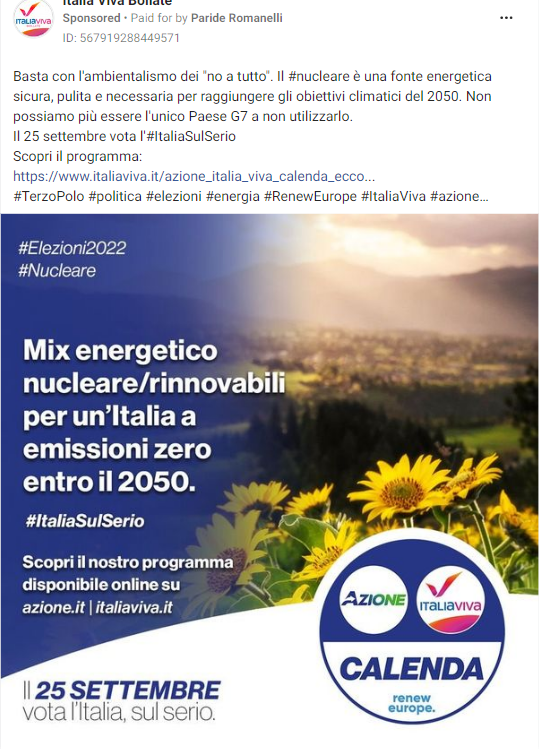 Italia Viva Bollate
ITALIAVIVA
Sponsored • Paid for by Paride Romanelli
ID: 567919288449571
Basta con l'ambientalismo dei "no a tutto". Il #nucleare è una fonte energetica
sicura, pulita e necessaria per raggiungere gli obiettivi climatici del 2050. Non
possiamo più essere l'unico Paese G7 a non utilizzarlo.
Il 25 settembre vota l'#ItaliaSulSerio
Scopri il programma:
https://www.italiaviva.it/azione_italia_viva_calenda_ecco...
#TerzoPolo #politica #elezioni #energia #RenewEurope #ItaliaViva #azione...
#Elezioni2022
#Nucleare
Mix energetico
nucleare/rinnovabili
per un'Italia a
emissioni zero
entro il 2050.
#ItaliaSulSerio
Scopri il nostro programma
disponibile online su
azione.it | italiaviva.it
AZIONE
ITALIAVIVA
CALENDA
renew
europe.
Il 25 SETTEMBRE
vota l'Italia, sul serio.